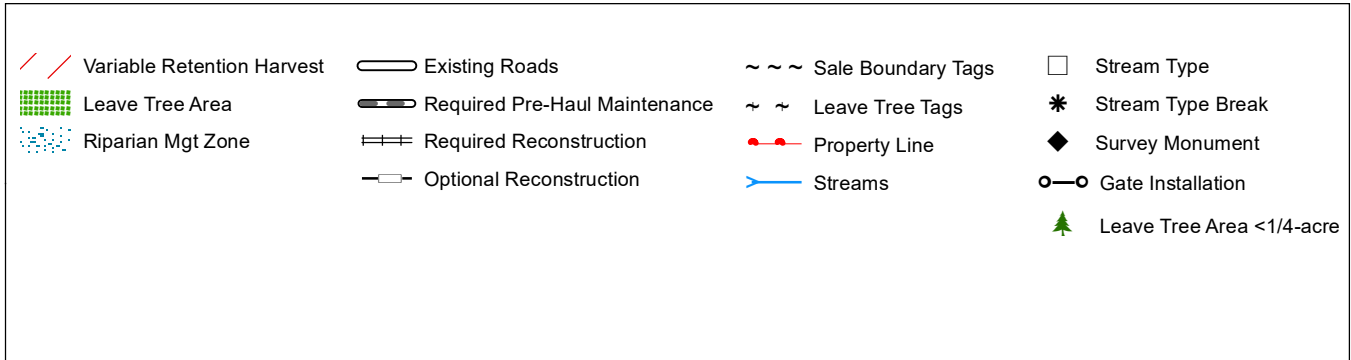 Variable Retention Harvest
Leave Tree Area
Riparian Mgt Zone
Existing Roads
Required Pre-Haul Maintenance
Required Reconstruction
Optional Reconstruction
Sale Boundary Tags
Leave Tree Tags
Property Line
Streams
Stream Type
Stream Type Break
Survey Monument
Gate Installation
Leave Tree Area <1/4-acre